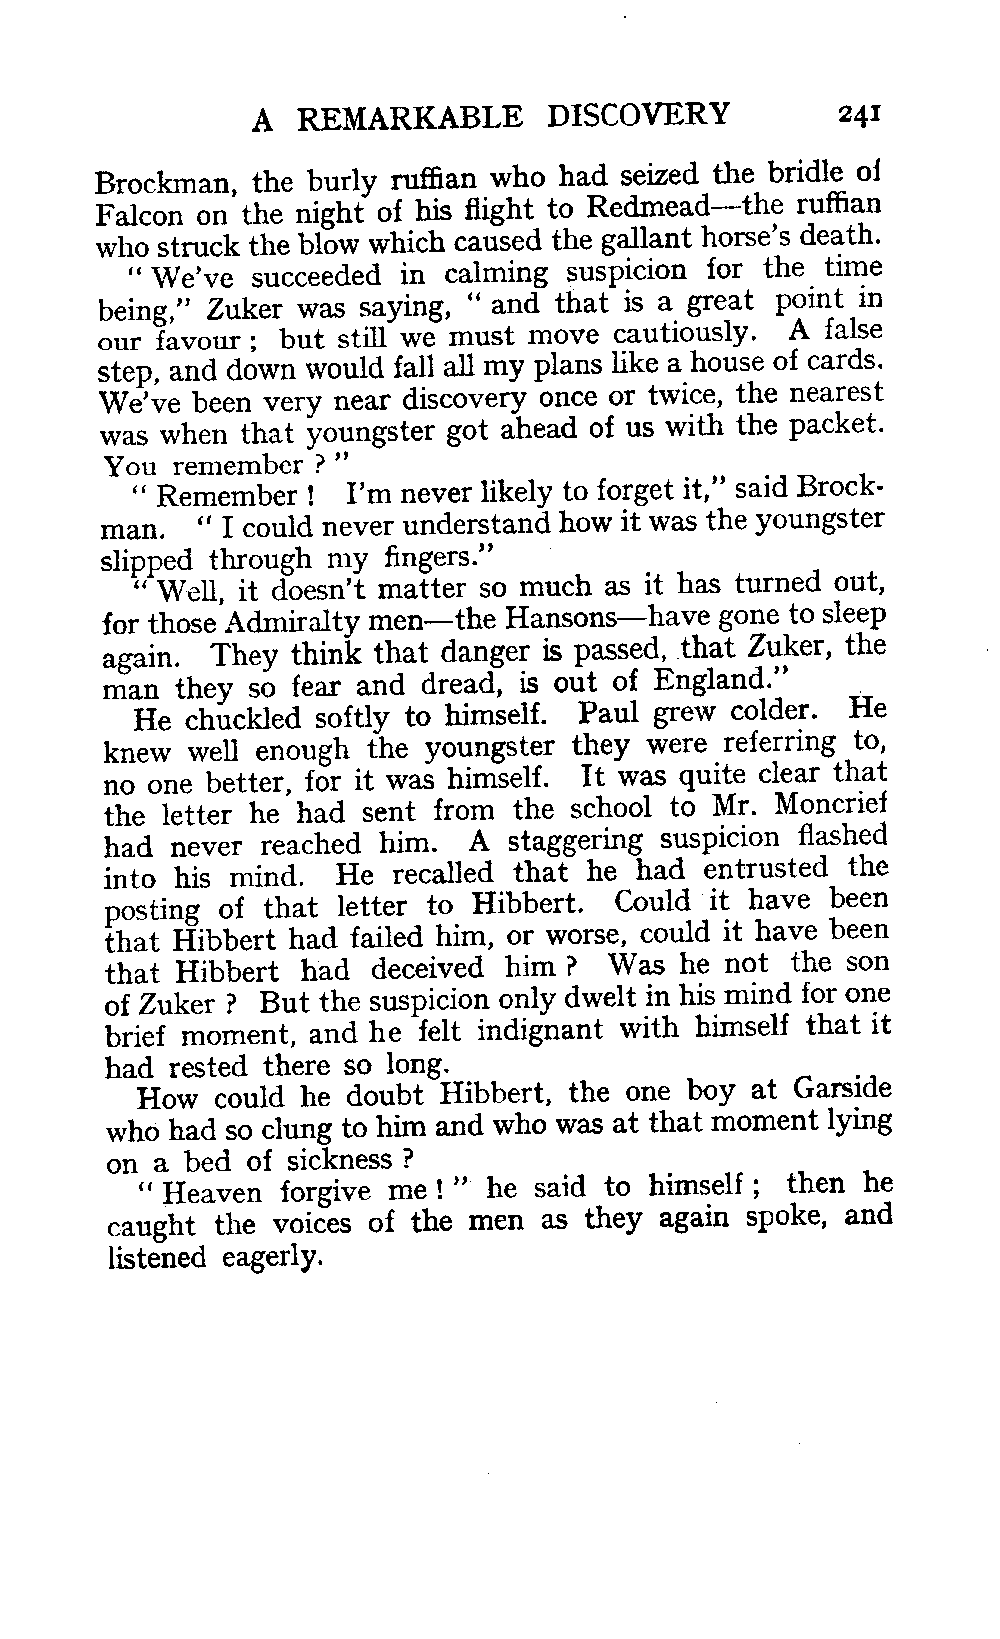 A REMARKABLE DISCOVERY 241
Brockman, the burly ruffian who had seized the bridle of
Falcon on the night of his flight to Redmead—the ruffian
who struck the blow which caused the gallant horse's death.
" We've succeeded in calming suspicion for the time
being," Zuker was saying, " and that is a great point in
our favour ; but still we must move cautiously. A false
step, and down would fall all my plans like a house of cards.
We've been very near discovery once or twice, the nearest
was when that youngster got ahead of us with the packet.
You remember ? "
" Remember ! I'm never likely to forget it," said Brock-
man. " I could never understand how it was the youngster
slipped through my fingers."
" Well, it doesn't matter so much as it has turned out,
for those Admiralty men—the Hansons—have gone to sleep
again. They think that danger is passed, that Zuker, the
man they so fear and dread, is out of England."
He chuckled softly to himself. Paul grew colder. He
knew well enough the youngster they were referring to,
no one better, for it was himself. It was quite clear that
the letter he had sent from the school to Mr. Moncrief
had never reached him. A staggering suspicion flashed
into his mind. He recalled that he had entrusted the
posting of that letter to Hibbert. Could it have been
that Hibbert had failed him, or worse, could it have been
that Hibbert had deceived him ? Was he not the son
of Zuker ? But the suspicion only dwelt in his mind for one
brief moment, and he felt indignant with himself that it
had rested there so long.
How could he doubt Hibbert, the one boy at Garside
who had so clung to him and who was at that moment lying
on a bed of sickness ?
" Heaven forgive me ! " he said to himself ; then he
caught the voices of the men as they again spoke, and
listened eagerly.